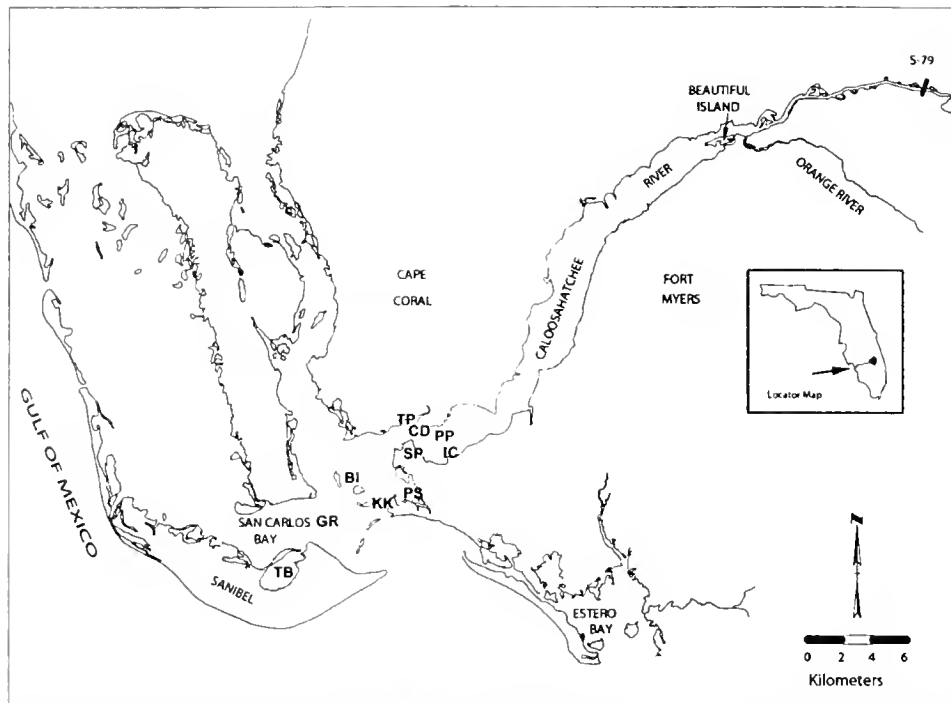 S-79
BEAUTIFUL
ISLAND
RIVER
ORANGE RIVER
CAPE
CORAL
FORT
MYERS
CALOOSAHATCHEE
Locator Map
GULF OF MEXICO
TP
CD
PP
SP
IC
BI
PS
KK
SAN CARLOS
BAY
GR
TB
SANIBEL
ESTERO
BAY
N
0 2 4 6
Kilometers